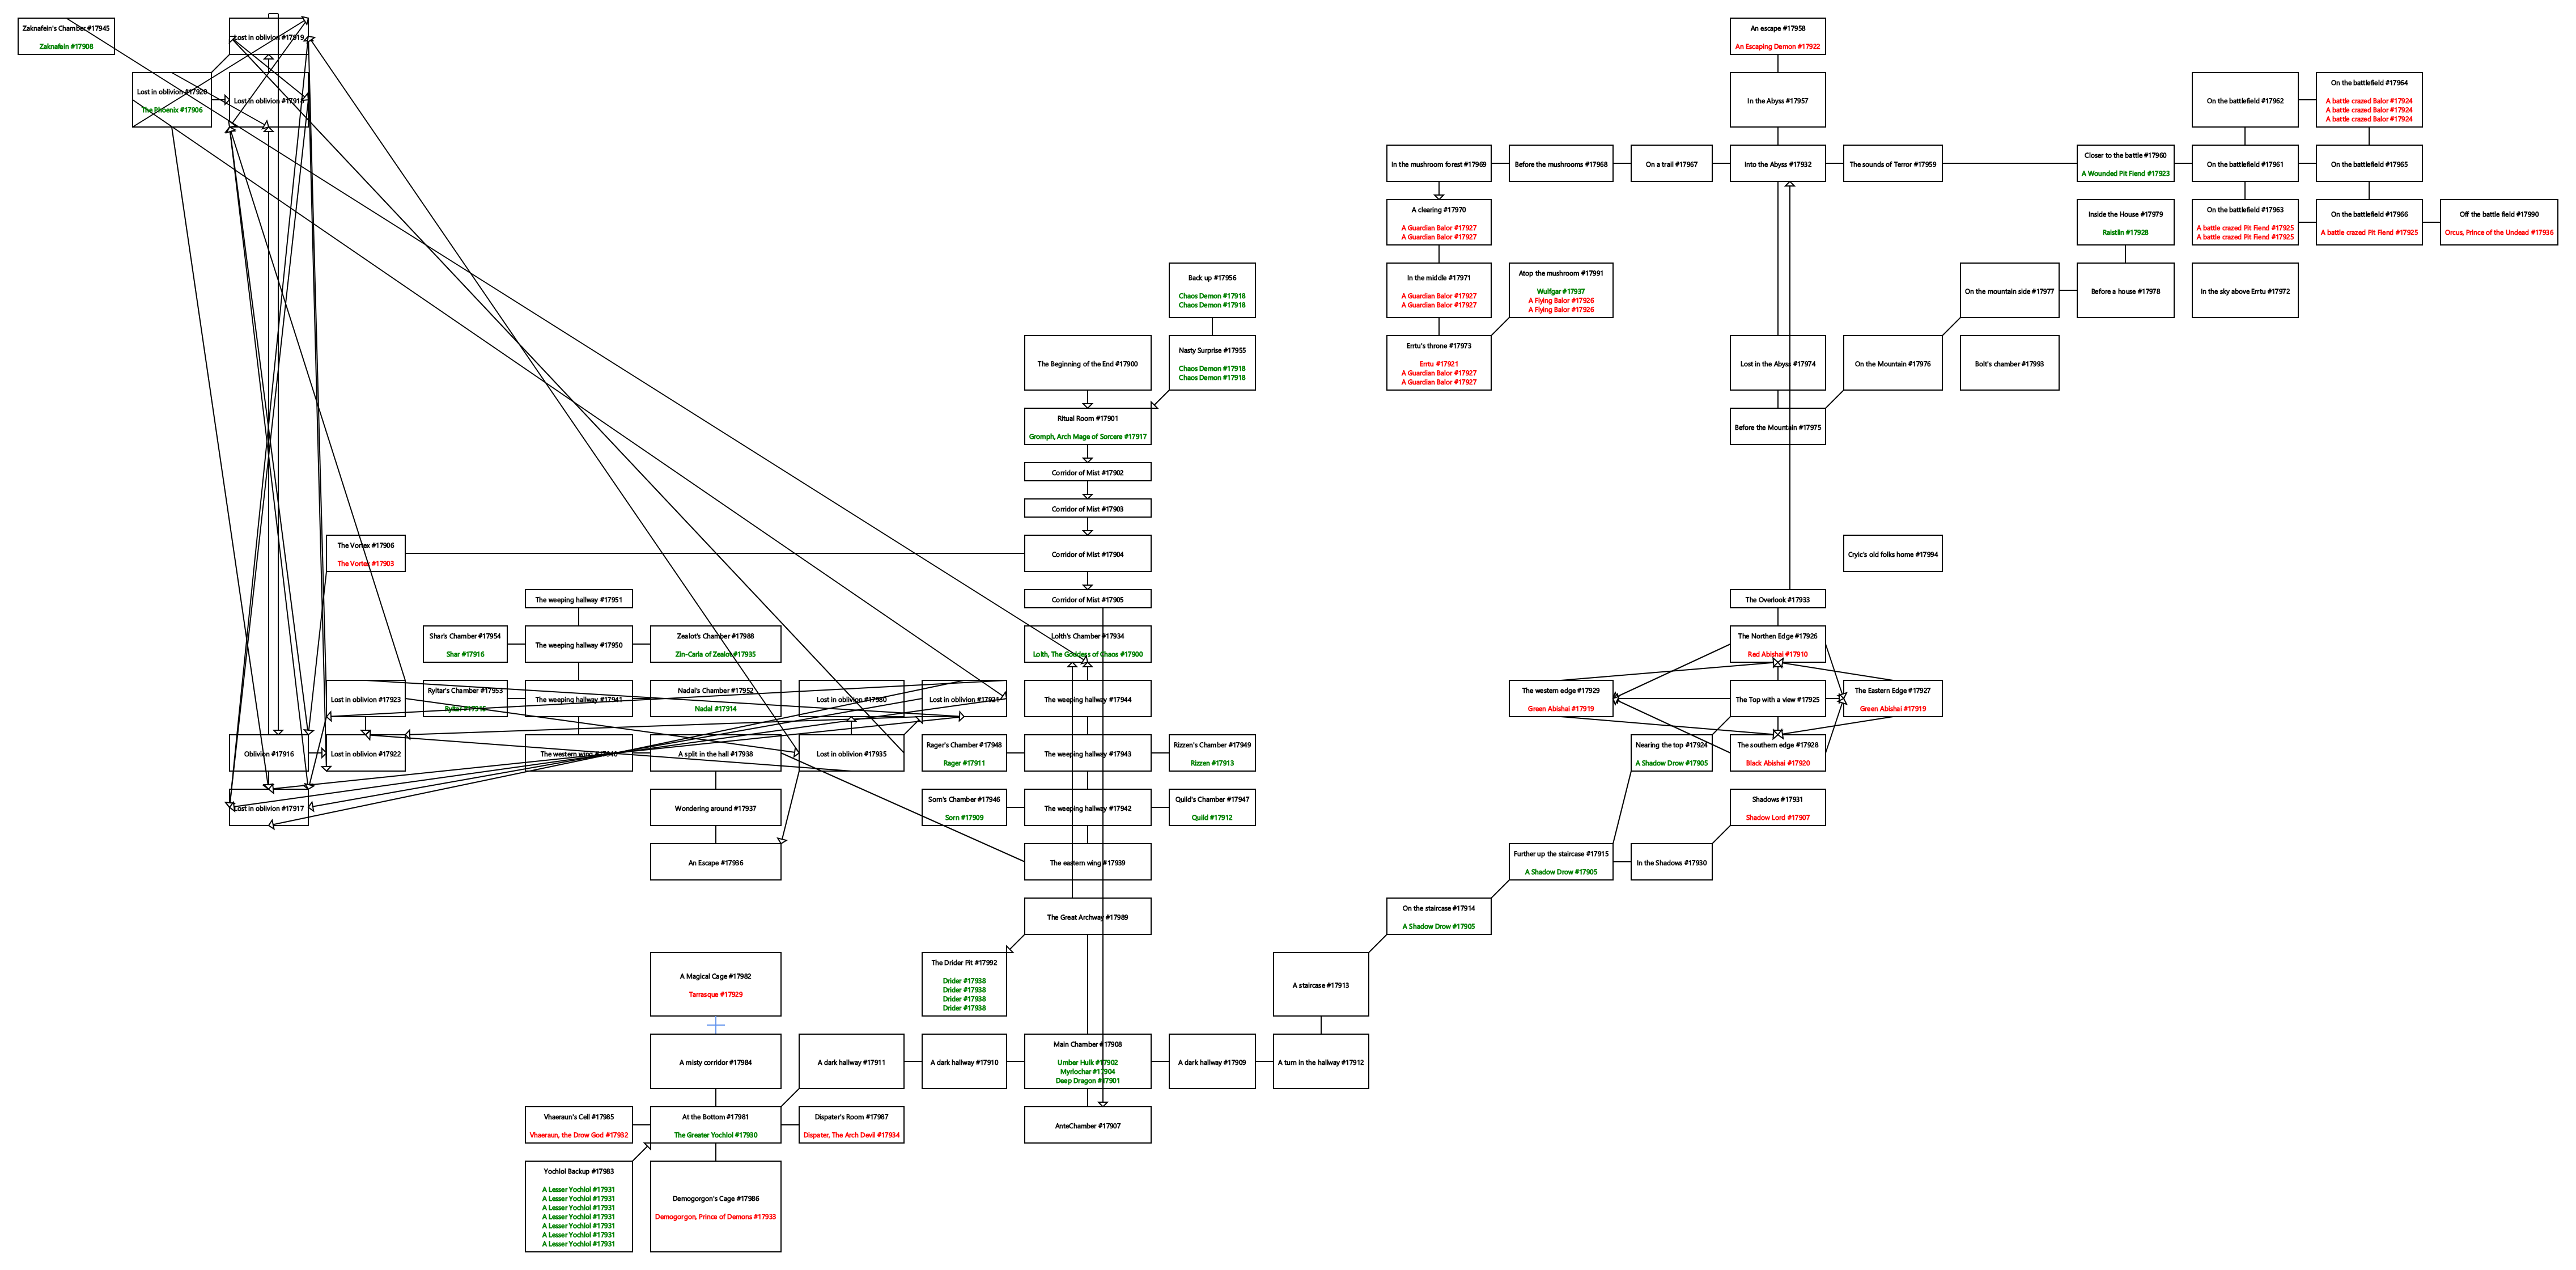 Zaknafein's Chamber #17945
Zaknafein #17908
Lost in oblivion #17919
Lost in oblivion #17920
The Phoenix #17906
Lost in oblivion #17918
An escape #17958
An Escaping Demon #17922
In the Abyss #17957
On the battlefield #17962
On the battlefield #17964
A battle crazed Balor #17924
A battle crazed Balor #17924
A battle crazed Balor #17924
In the mushroom forest #17969
Before the mushrooms #17968
On a trail #17967
Into the Abyss #17932
The sounds of Terror #17959
Closer to the battle #17960
A Wounded Pit Fiend #17923
On the battlefield #17961
On the battlefield #17965
A clearing #17970
A Guardian Balor #17927
A Guardian Balor #17927
Inside the House #17979
Raistlin #17928
On the battlefield #17963
A battle crazed Pit Fiend #17925
A battle crazed Pit Fiend #17925
On the battlefield #17966
A battle crazed Pit Fiend #17925
Off the battle field #17990
Orcus, Prince of the Undead #17936
Back up #17956
Chaos Demon #17918
Chaos Demon #17918
In the middle #17971
A Guardian Balor #17927
A Guardian Balor #17927
Atop the mushroom #17991
Wulfgar #17937
A Flying Balor #17926
A Flying Balor #17926
On the mountain side #17977
Before a house #17978
In the sky above Errtu #17972
The Beginning of the End #17900
Nasty Surprise #17955
Chaos Demon #17918
Chaos Demon #17918
Errtu's throne #17973
Errtu #17921
A Guardian Balor #17927
A Guardian Balor #17927
Lost in the Abyss #17974
On the Mountain #17976
Bolt's chamber #17993
Ritual Room #17901
Gromph, Arch Mage of Sorcere #17917
Before the Mountain #17975
Corridor of Mist #17902
Corridor of Mist #17903
The Vortex #17906
The Vortex #17903
Corridor of Mist #17904
Cryic's old folks home #17994
The weeping hallway #17951
Corridor of Mist #17905
The Overlook #17933
Shar's Chamber #17954
Shar #17916
The weeping hallway #17950
Zealot's Chamber #17988
Zin-Carla of Zealot #17935
Lolth's Chamber #17934
Lolth, The Goddess of Chaos #17900
The Northen Edge #17926
Red Abishai #17910
Lost in oblivion #17923
Ryltar's Chamber #17953
Ryltar #17915
The weeping hallway #17941
Nadal's Chamber #17952
Nadal #17914
Lost in oblivion #17980
Lost in oblivion #17921
The weeping hallway #17944
The western edge #17929
Green Abishai #17919
The Top with a view #17925
The Eastern Edge #17927
Green Abishai #17919
Oblivion #17916
Lost in oblivion #17922
The western wing #17940
A split in the hall #17938
Lost in oblivion #17935
Rager's Chamber #17948
Rager #17911
The weeping hallway #17943
Rizzen's Chamber #17949
Rizzen #17913
Nearing the top #17924
A Shadow Drow #17905
The southern edge #17928
Black Abishai #17920
Lost in oblivion #17917
Wondering around #17937
Sorn's Chamber #17946
Sorn #17909
The weeping hallway #17942
Quild's Chamber #17947
Quild #17912
Shadows #17931
Shadow Lord #17907
An Escape #17936
The eastern wing #17939
Further up the staircase #17915
A Shadow Drow #17905
In the Shadows #17930
The Great Archway #17989
On the staircase #17914
A Shadow Drow #17905
A Magical Cage #17982
Tarrasque #17929
The Drider Pit #17992
Drider #17938
Drider #17938
Drider #17938
Drider #17938
A staircase #17913
A misty corridor #17984
A dark hallway #17911
A dark hallway #17910
Main Chamber #17908
Umber Hulk #17902
Myrlochar #17904
Deep Dragon #17901
A dark hallway #17909
A turn in the hallway #17912
Vhaeraun's Cell #17985
Vhaeraun, the Drow God #17932
At the Bottom #17981
The Greater Yochlol #17930
Dispater's Room #17987
Dispater, The Arch Devil #17934
AnteChamber #17907
Yochlol Backup #17983
A Lesser Yochlol #17931
A Lesser Yochlol #17931
A Lesser Yochlol #17931
A Lesser Yochlol #17931
A Lesser Yochlol #17931
A Lesser Yochlol #17931
A Lesser Yochlol #17931
Demogorgon's Cage #17986
Demogorgon, Prince of Demons #17933